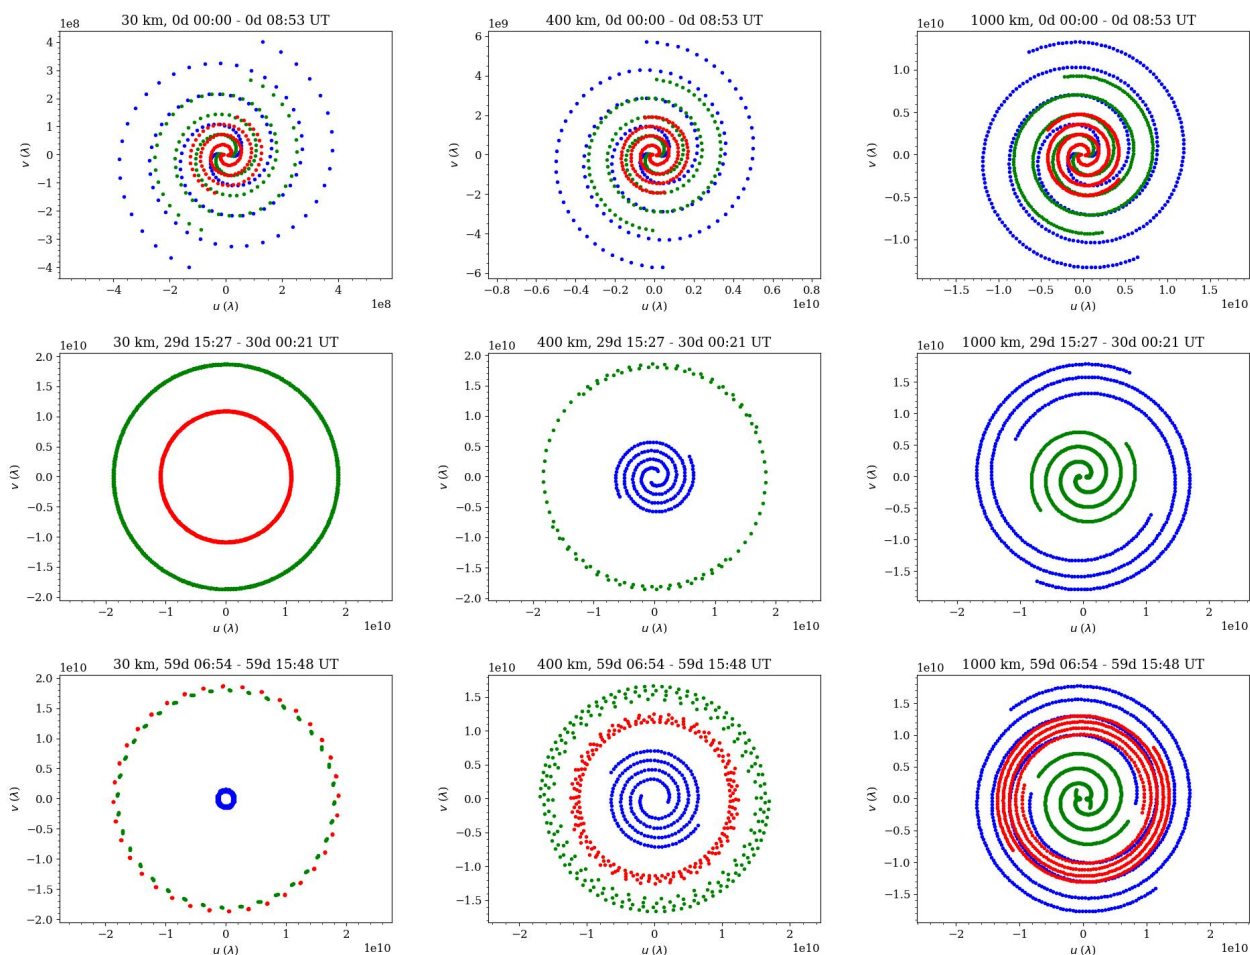 30 km, 0d 00:00 - 0d 08:53 UT
1e8
4
3
2
1
0
−1
−2
−3
−4
v (λ)
−4
−2
0
2
4
1e8
u (λ)
400 km, 0d 00:00 - 0d 08:53 UT
1e9
6
4
2
0
−2
−4
−6
v (λ)
−0.8 −0.6 −0.4 −0.2 0.0 0.2 0.4 0.6 0.8
1e10
u (λ)
1000 km, 0d 00:00 - 0d 08:53 UT
1e10
1.0
0.5
0.0
−0.5
−1.0
v (λ)
−1.5 −1.0 −0.5 0.0 0.5 1.0 1.5
1e10
u (λ)
30 km, 29d 15:27 - 30d 00:21 UT
1e10
2.0
1.5
1.0
0.5
0.0
−0.5
−1.0
−1.5
−2.0
v (λ)
−2 −1 0 1 2
1e10
u (λ)
400 km, 29d 15:27 - 30d 00:21 UT
1e10
2.0
1.5
1.0
0.5
0.0
−0.5
−1.0
−1.5
−2.0
v (λ)
−2 −1 0 1 2
1e10
u (λ)
1000 km, 29d 15:27 - 30d 00:21 UT
1e10
1.5
1.0
0.5
0.0
−0.5
−1.0
−1.5
v (λ)
−2 −1 0 1 2
1e10
u (λ)
30 km, 59d 06:54 - 59d 15:48 UT
1e10
2.0
1.5
1.0
0.5
0.0
−0.5
−1.0
−1.5
−2.0
v (λ)
−2 −1 0 1 2
1e10
u (λ)
400 km, 59d 06:54 - 59d 15:48 UT
1e10
1.5
1.0
0.5
0.0
−0.5
−1.0
−1.5
v (λ)
−2 −1 0 1 2
1e10
u (λ)
1000 km, 59d 06:54 - 59d 15:48 UT
1e10
1.5
1.0
0.5
0.0
−0.5
−1.0
−1.5
v (λ)
−2 −1 0 1 2
1e10
u (λ)